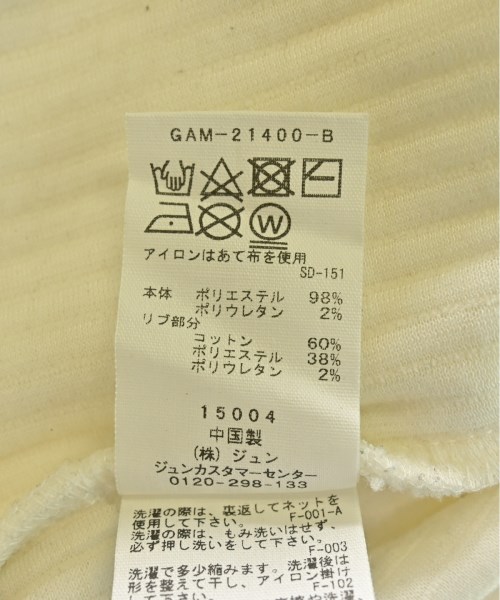 GAM-21400-B
W
アイロンはあて布を使用
SD-151
本体 ポリエステル 98%
ポリウレタン 2%
リブ部分
コットン 60%
ポリエステル 38%
ポリウレタン 2%
15004
中国製
(株) ジュン
ジュンカスタマーセンター
0120-298-133
洗濯の際は、裏返してネットを
使用して下さい。 F-001-A
洗濯の際は、もみ洗いはせず、
必ず押し洗いをして下さい。
F-003
洗濯で多少縮みます。洗濯後は
形を整えて干し、アイロン掛け
して下さい。 F-102